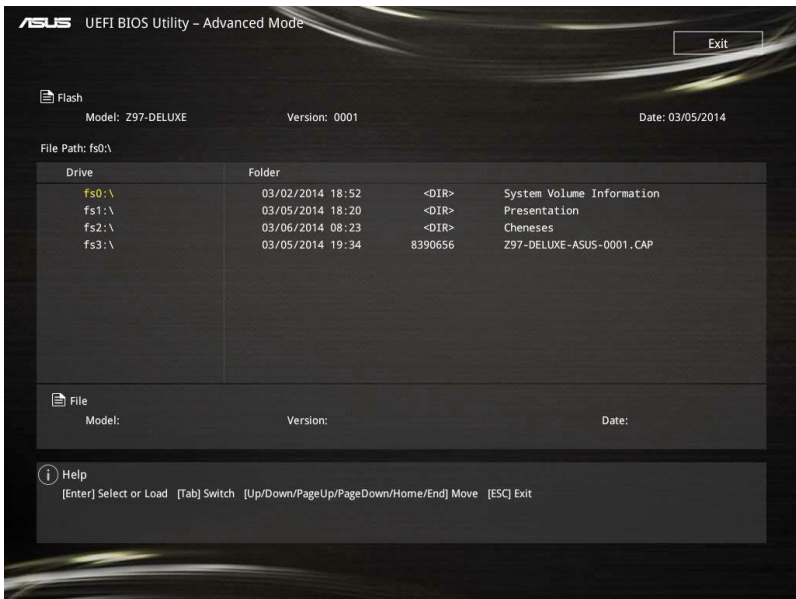 ASUS UEFI BIOS Utility – Advanced Mode
Exit
Flash
Model: Z97-DELUXE Version: 0001 Date: 03/05/2014
File Path: fs0:\
Drive Folder
fs0:\ 03/02/2014 18:52 <DIR> System Volume Information
fs1:\ 03/05/2014 18:20 <DIR> Presentation
fs2:\ 03/06/2014 08:23 <DIR> Cheneses
fs3:\ 03/05/2014 19:34 8390656 Z97-DELUXE-ASUS-0001.CAP
File
Model: Version: Date:
Help
[Enter] Select or Load [Tab] Switch [Up/Down/PageUp/PageDown/Home/End] Move [ESC] Exit